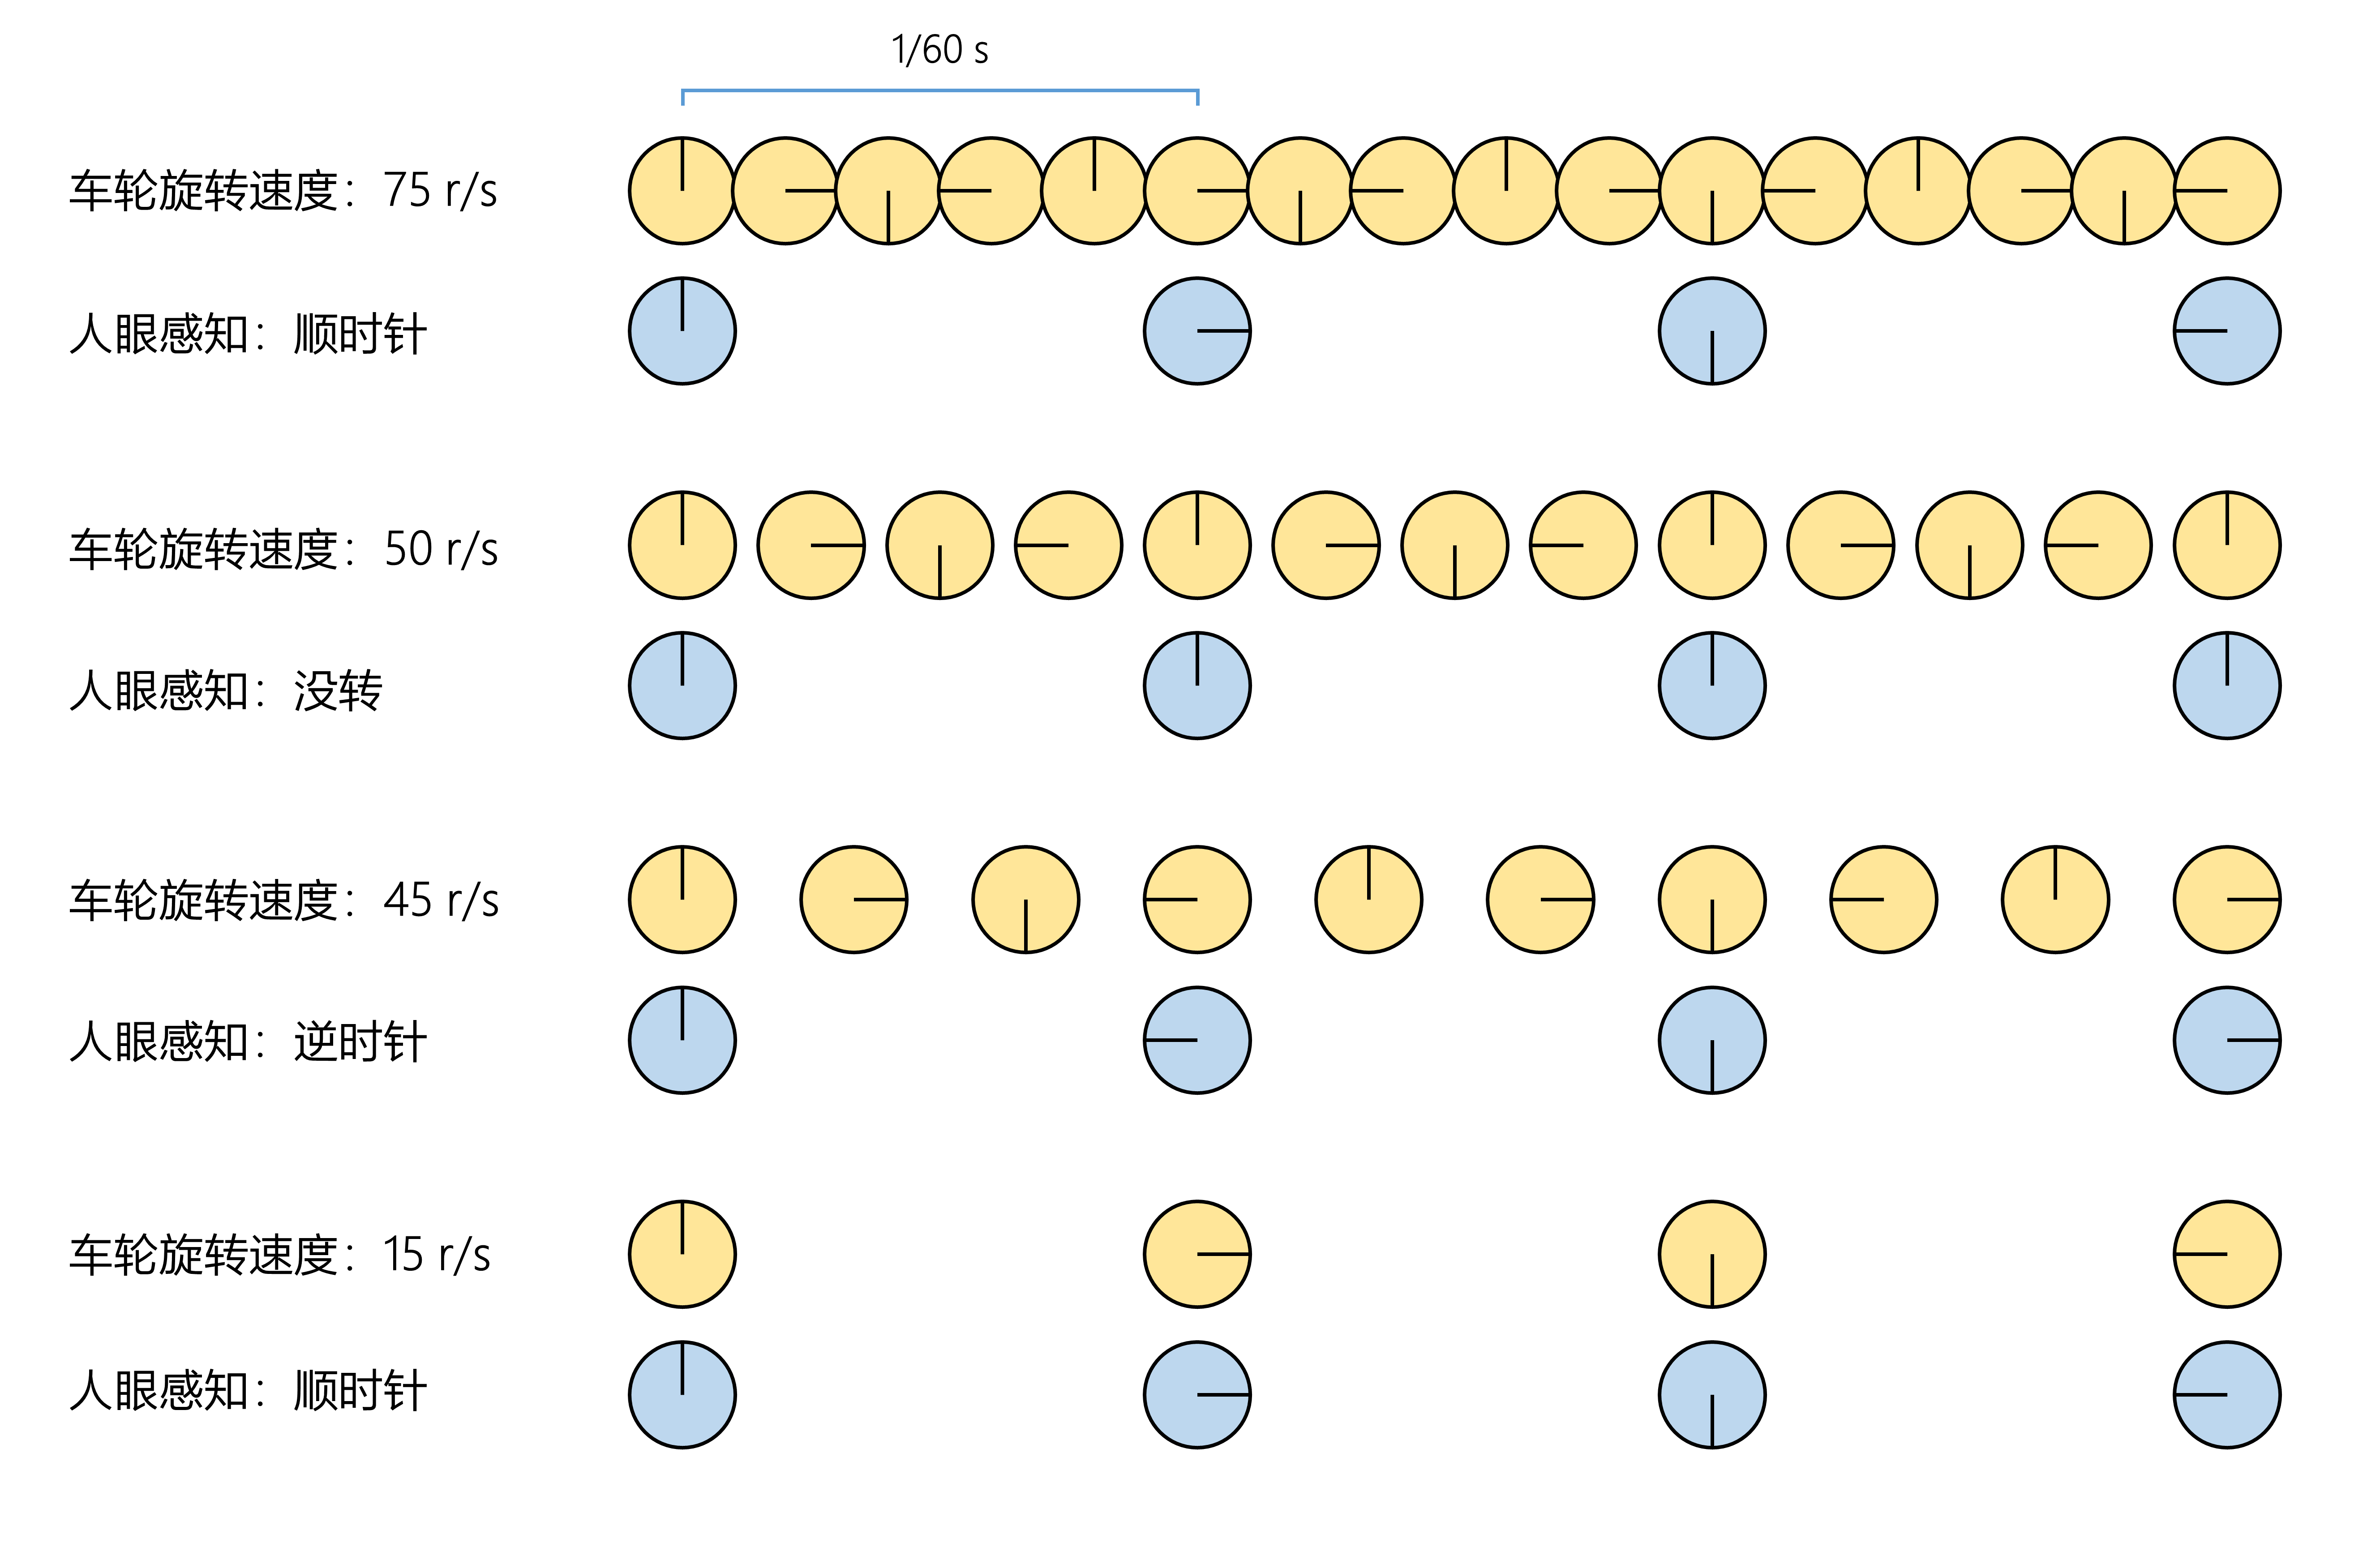 1/60 s
车轮旋转速度：75 r/s
人眼感知：顺时针
车轮旋转速度：50 r/s
人眼感知：没转
车轮旋转速度：45 r/s
人眼感知：逆时针
车轮旋转速度：15 r/s
人眼感知：顺时针